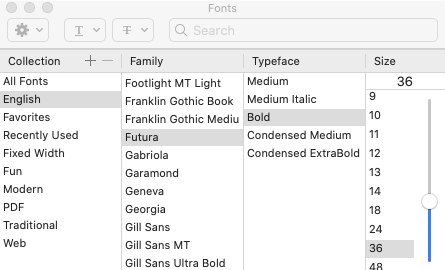 Fonts
T T Search
Collection + − Family Typeface Size
All Fonts
English
Favorites
Recently Used
Fixed Width
Fun
Modern
PDF
Traditional
Web
Footlight MT Light
Franklin Gothic Book
Franklin Gothic Mediu
Futura
Gabriola
Garamond
Geneva
Georgia
Gill Sans
Gill Sans MT
Gill Sans Ultra Bold
Medium
Medium Italic
Bold
Condensed Medium
Condensed ExtraBold
36
9
10
11
12
13
14
18
24
36
48